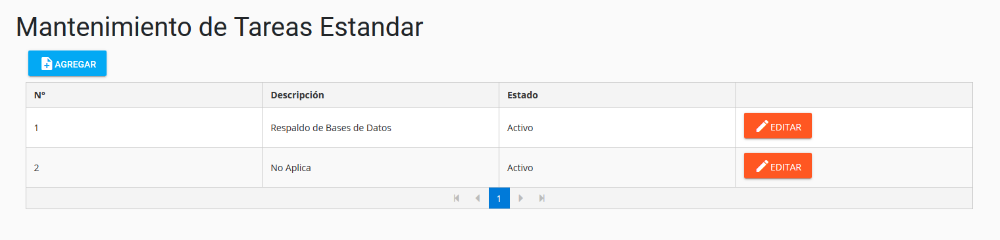 Mantenimiento de Tareas Estandar
AGREGAR
N° Descripción Estado
1 Respaldo de Bases de Datos Activo EDITAR
2 No Aplica Activo EDITAR
1